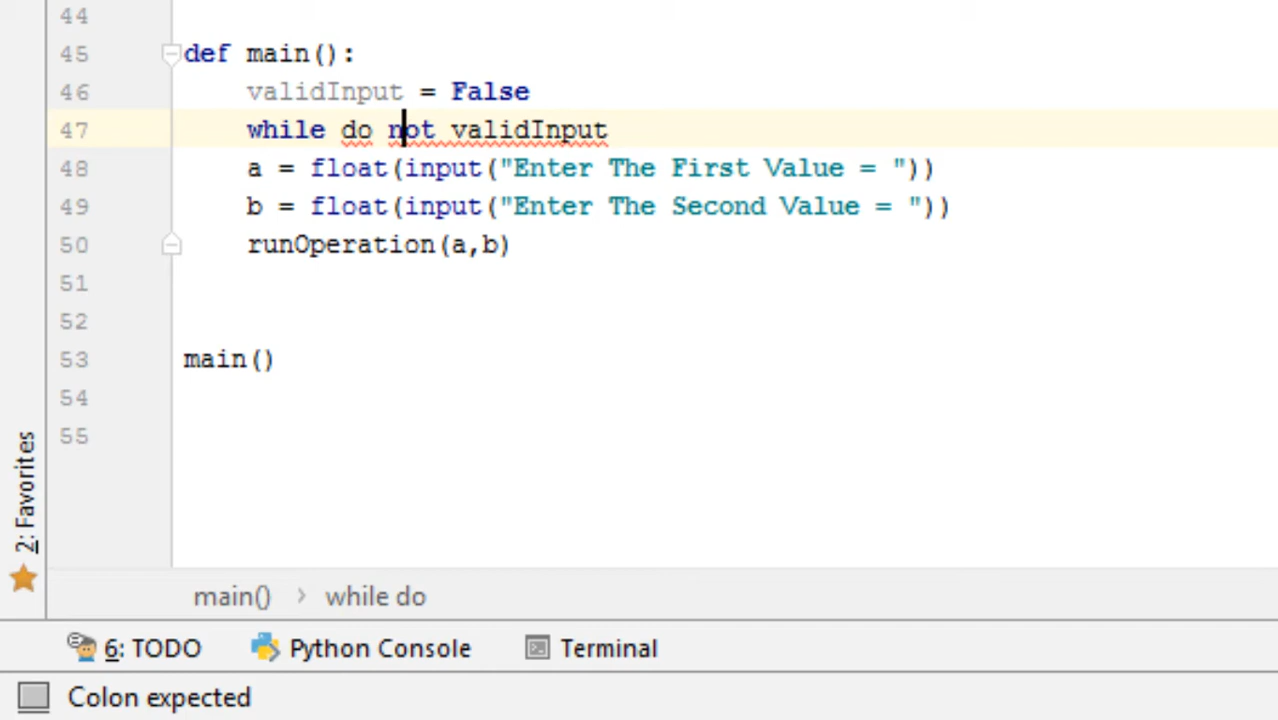 44
45 def main():
46 validInput = False
47 while do not validInput
48 a = float(input("Enter The First Value = "))
49 b = float(input("Enter The Second Value = "))
50 runOperation(a,b)
51
52
53 main()
54
55
2: Favorites
main() › while do
6: TODO Python Console Terminal
Colon expected